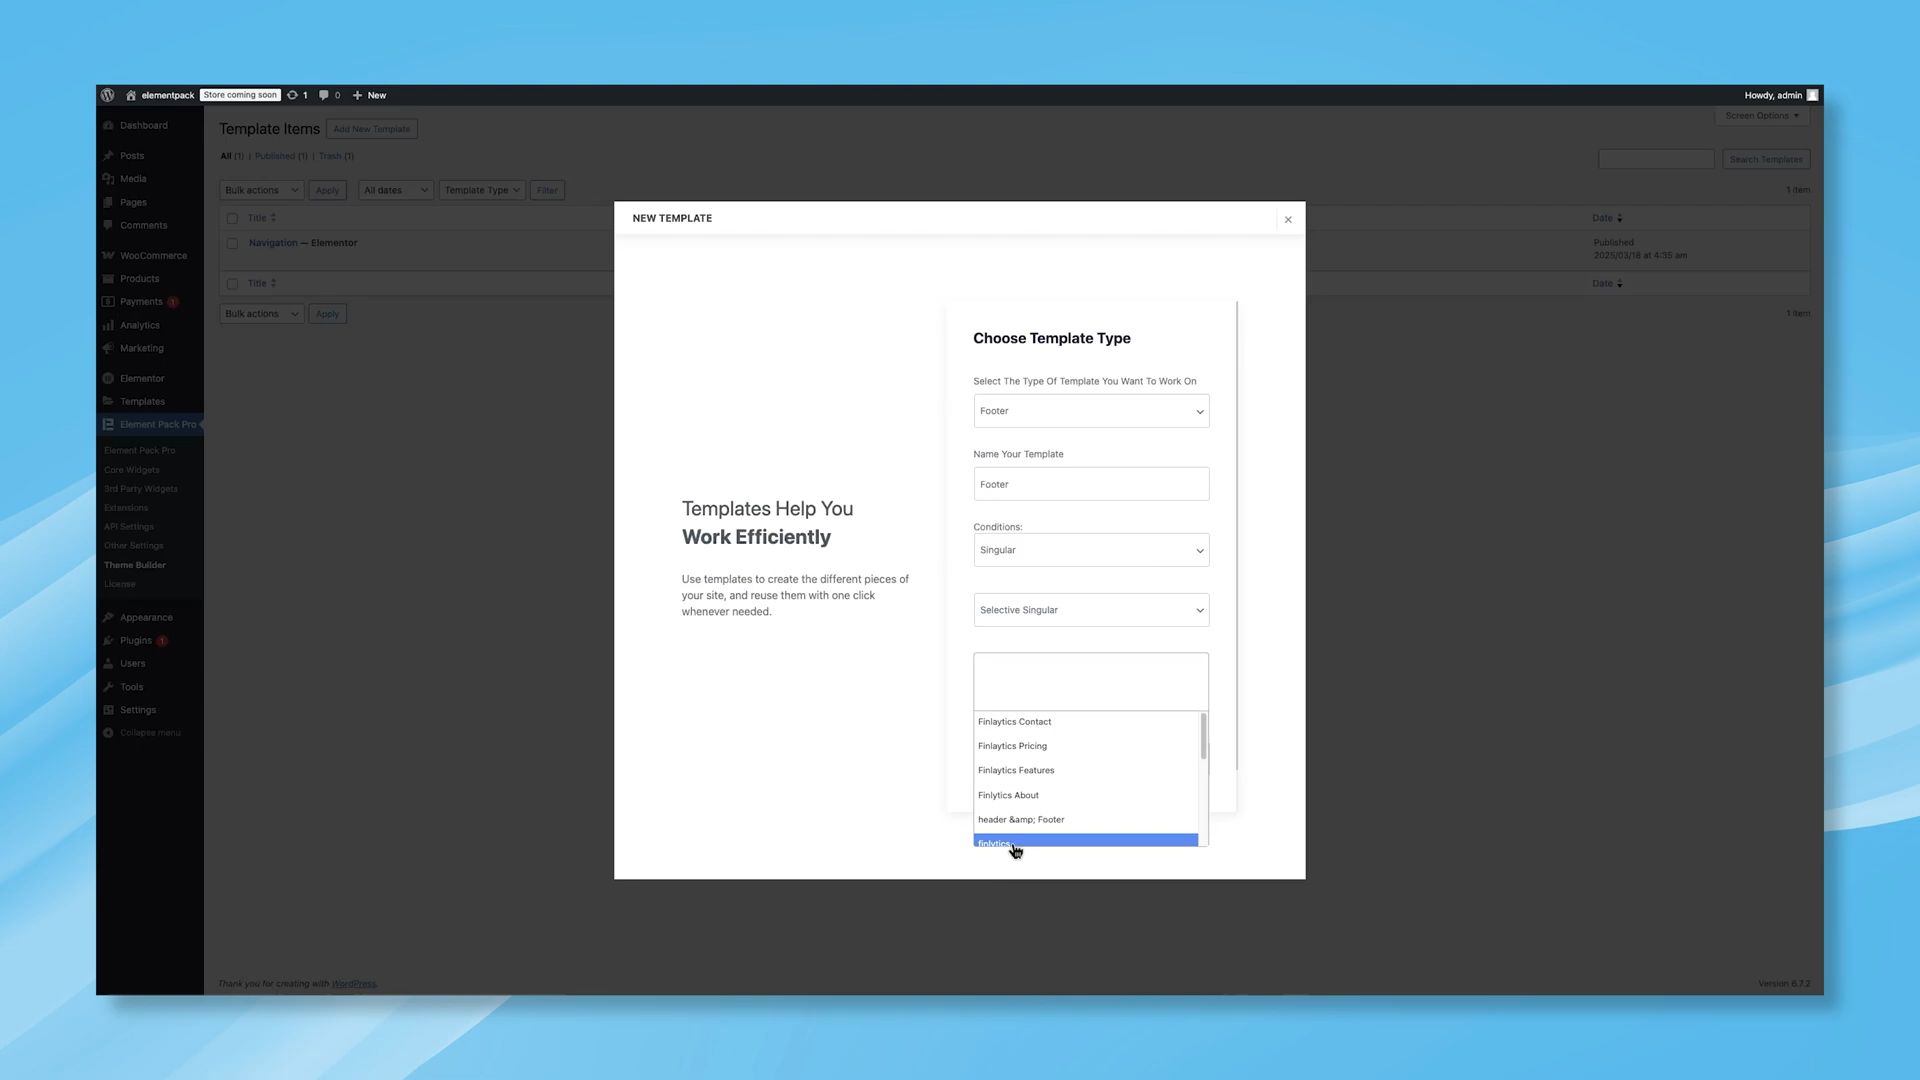 elementpack Store coming soon 1 0 New Howdy, admin
Dashboard
Posts
Media
Pages
Comments
WooCommerce
Products
Payments 1
Analytics
Marketing
Elementor
Templates
Element Pack Pro
Element Pack Pro
Core Widgets
3rd Party Widgets
Extensions
API Settings
Other Settings
Theme Builder
License
Appearance
Plugins 1
Users
Tools
Settings
Collapse menu
Template Items Add New Template Screen Options
All (1) | Published (1) | Trash (1) Search Templates
Bulk actions Apply All dates Template Type Filter 1 item
Title Date
Navigation — Elementor Published
2025/03/18 at 4:35 am
Title Date
Bulk actions Apply 1 item
NEW TEMPLATE
Templates Help You
Work Efficiently
Use templates to create the different pieces of
your site, and reuse them with one click
whenever needed.
Choose Template Type
Select The Type Of Template You Want To Work On
Footer
Name Your Template
Footer
Conditions:
Singular
Selective Singular
Finlaytics Contact
Finlaytics Pricing
Finlaytics Features
Finlytics About
header &amp; Footer
finlytics
Thank you for creating with WordPress. Version 6.7.2